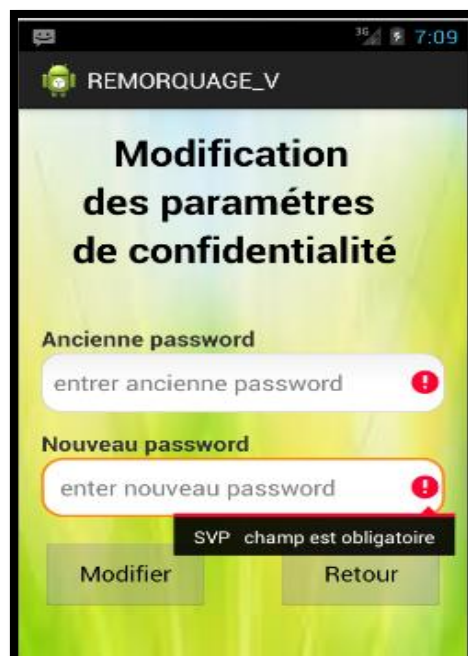 3G 7:09
REMORQUAGE_V
Modification
des paramétres
de confidentialité
Ancienne password
entrer ancienne password
Nouveau password
enter nouveau password
SVP champ est obligatoire
Modifier Retour